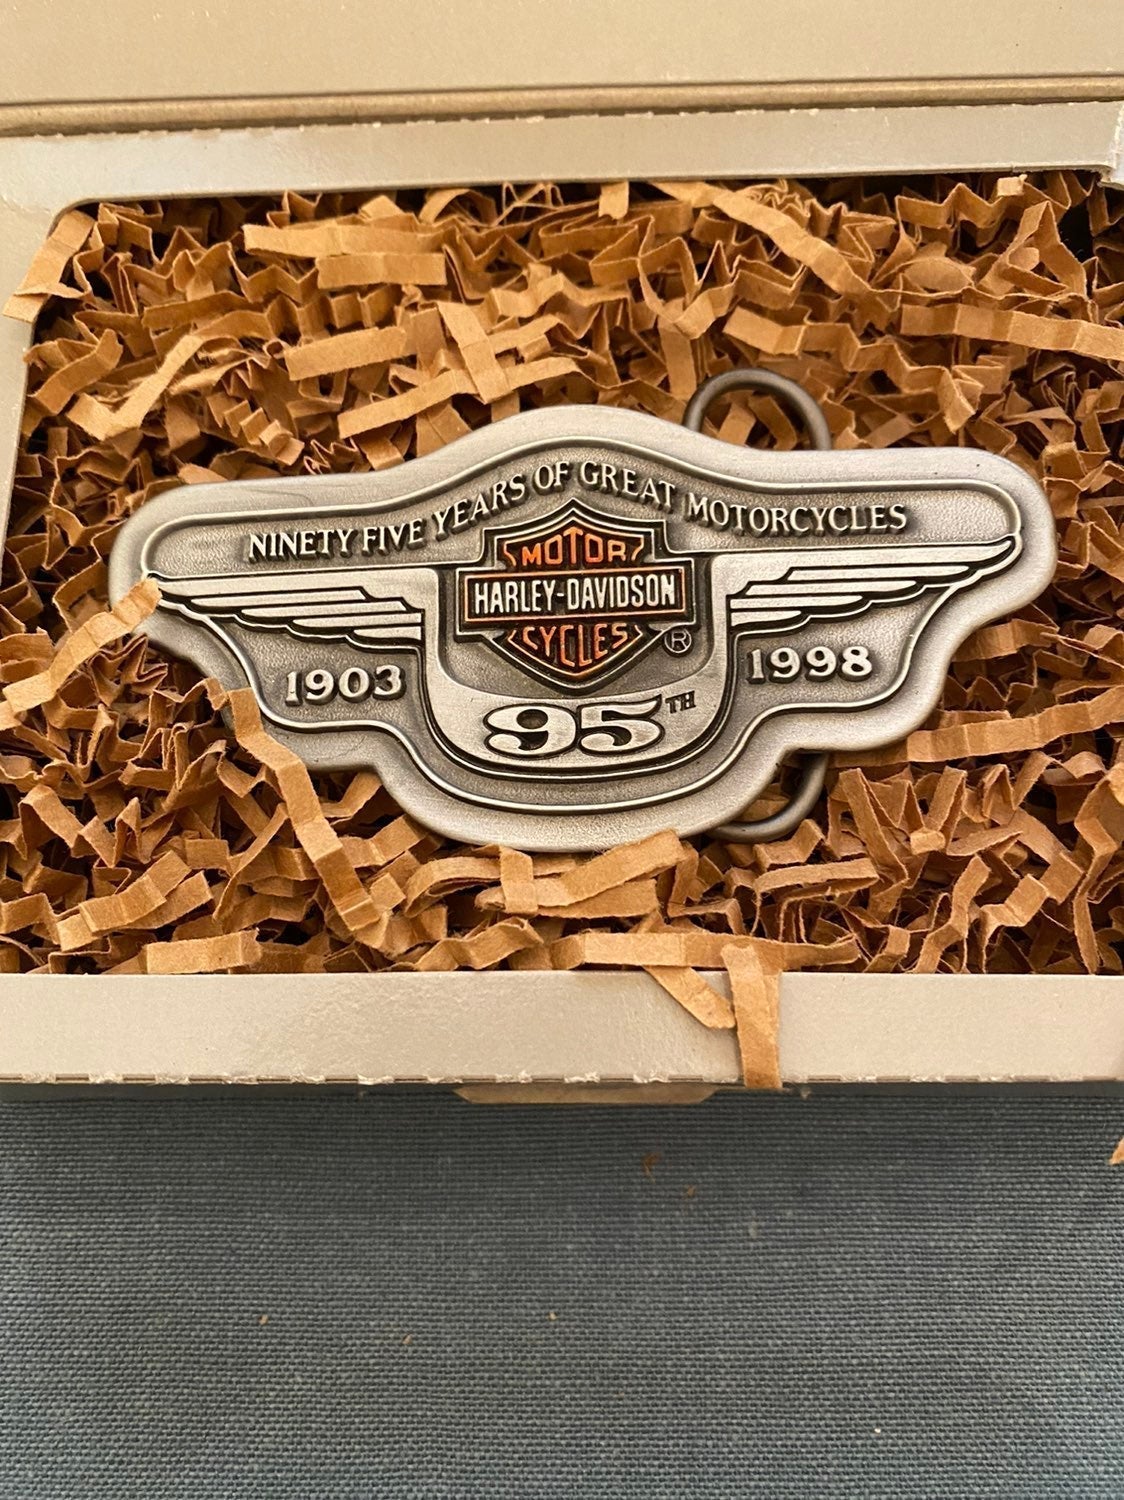 NINETY FIVE YEARS OF GREAT MOTORCYCLES
MOTOR
HARLEY-DAVIDSON
CYCLES ®
1903
1998
95TH